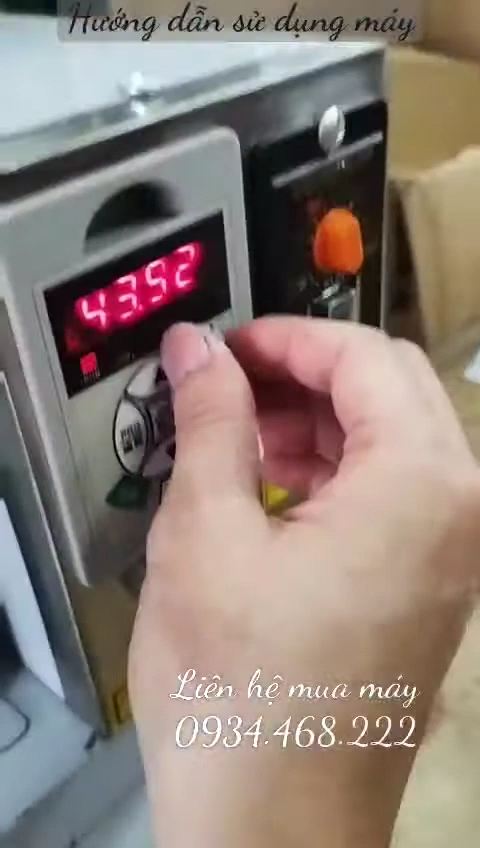 Hướng dẫn sử dụng máy
43.52
Liên hệ mua máy
0934.468.222